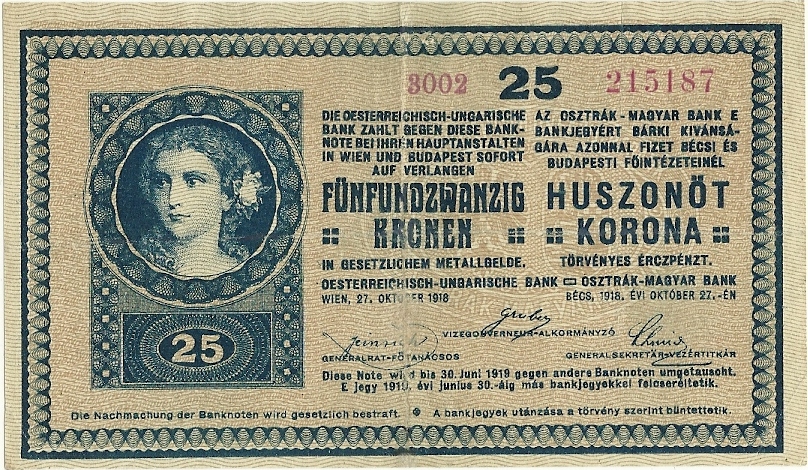 3002 25 215187
DIE OESTERREICHISCH-UNGARISCHE
BANK ZAHLT GEGEN DIESE BANK-
NOTE BEI IHREN HAUPTANSTALTEN
IN WIEN UND BUDAPEST SOFORT
AUF VERLANGEN
FÜNFUNDZWANZIG
KRONEN
IN GESETZLICHEM METALLGELDE.
OESTERREICHISCH-UNGARISCHE BANK
WIEN, 27. OKTOBER 1918
AZ OSZTRÁK-MAGYAR BANK E
BANKJEGYÉRT BÁRKI KIVÁNSÁ-
GÁRA AZONNAL FIZET BÉCSI ÉS
BUDAPESTI FŐINTÉZETEINÉL
HUSZONÖT
KORONA
TÖRVÉNYES ÉRCZPÉNZT.
OSZTRÁK-MAGYAR BANK
BÉCS, 1918. ÉVI OKTÓBER 27.-ÉN
25
VIZEGOUVERNEUR-ALKORMÁNYZÓ
GENERALRAT-FŐTANÁCSOS
GENERALSEKRETÄR-VEZÉRTITKÁR
Diese Note wird bis 30. Juni 1919 gegen andere Banknoten umgetauscht.
E jegy 1919. évi junius 30.-áig más bankjegyekkel felcseréltetik.
Die Nachmachung der Banknoten wird gesetzlich bestraft. A bankjegyek utánzása a törvény szerint büntettetik.